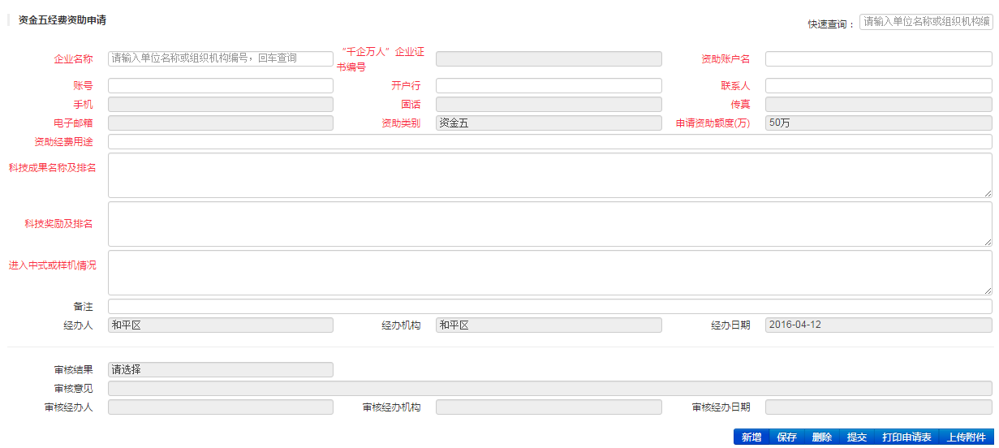 资金五经费资助申请
快速查询： 请输入单位名称或组织机构编
企业名称 请输入单位名称或组织机构编号，回车查询 “千企万人”企业证书编号 资助账户名
账号 开户行 联系人
手机 固话 传真
电子邮箱 资助类别 资金五 申请资助额度(万) 50万
资助经费用途
科技成果名称及排名
科技奖励及排名
进入中式或样机情况
备注
经办人 和平区 经办机构 和平区 经办日期 2016-04-12
审核结果 请选择
审核意见
审核经办人 审核经办机构 审核经办日期
新增 保存 删除 提交 打印申请表 上传附件